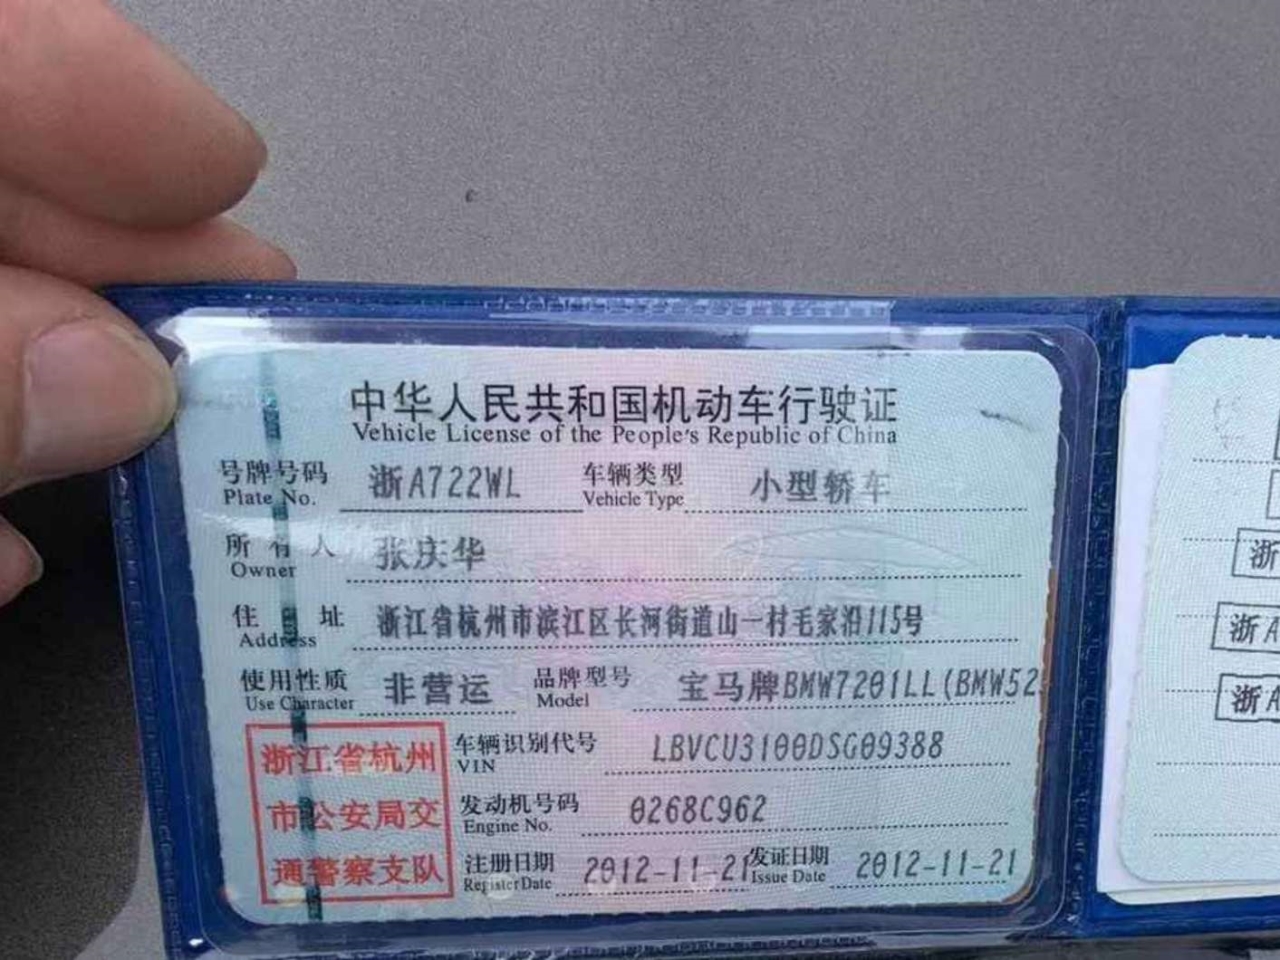 中华人民共和国机动车行驶证
Vehicle License of the People's Republic of China
号牌号码 浙A722WL 车辆类型 小型轿车
Plate No. Vehicle Type
所有人 张庆华
Owner
住址 浙江省杭州市滨江区长河街道山一村毛家沿115号
Address
使用性质 非营运 品牌型号 宝马牌BMW7201LL(BMW52
Use Character Model
浙江省杭州
市公安局交
通警察支队
车辆识别代号 LBVCU3100DSG09388
VIN
发动机号码 0268C962
Engine No.
注册日期 2012-11-21 发证日期 2012-11-21
Register Date Issue Date
浙
浙A
浙A